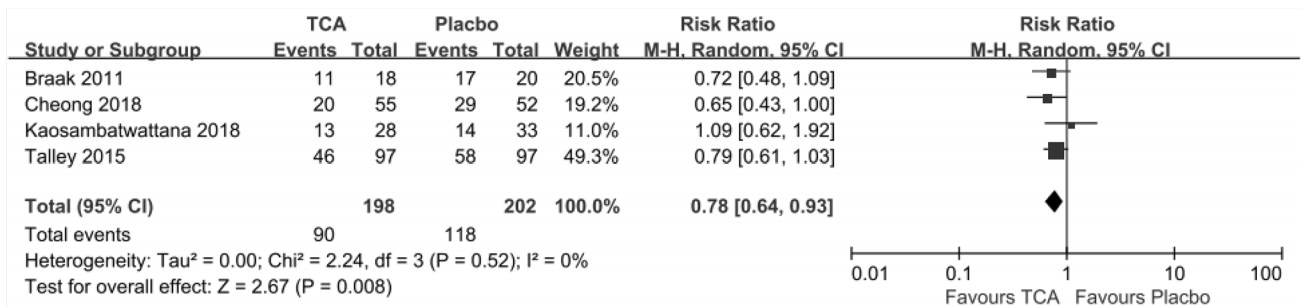 TCA Placbo Risk Ratio Risk Ratio
Study or Subgroup Events Total Events Total Weight M-H, Random, 95% CI M-H, Random, 95% CI
Braak 2011 11 18 17 20 20.5% 0.72 [0.48, 1.09]
Cheong 2018 20 55 29 52 19.2% 0.65 [0.43, 1.00]
Kaosambatwattana 2018 13 28 14 33 11.0% 1.09 [0.62, 1.92]
Talley 2015 46 97 58 97 49.3% 0.79 [0.61, 1.03]
Total (95% CI) 198 202 100.0% 0.78 [0.64, 0.93]
Total events 90 118
Heterogeneity: Tau² = 0.00; Chi² = 2.24, df = 3 (P = 0.52); I² = 0%
Test for overall effect: Z = 2.67 (P = 0.008)
0.01 0.1 1 10 100
Favours TCA Favours Placbo